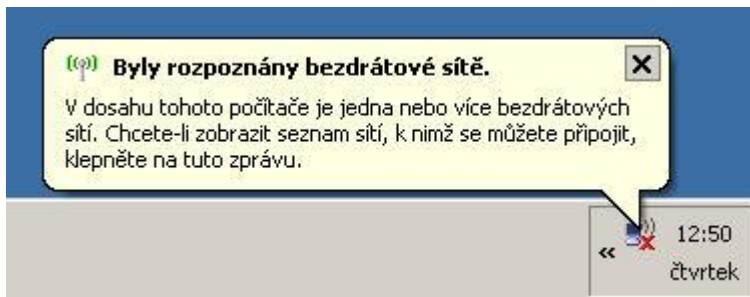 Byly rozpoznány bezdrátové sítě.
V dosahu tohoto počítače je jedna nebo více bezdrátových
sítí. Chcete-li zobrazit seznam sítí, k nimž se můžete připojit,
klepněte na tuto zprávu.
12:50
čtvrtek